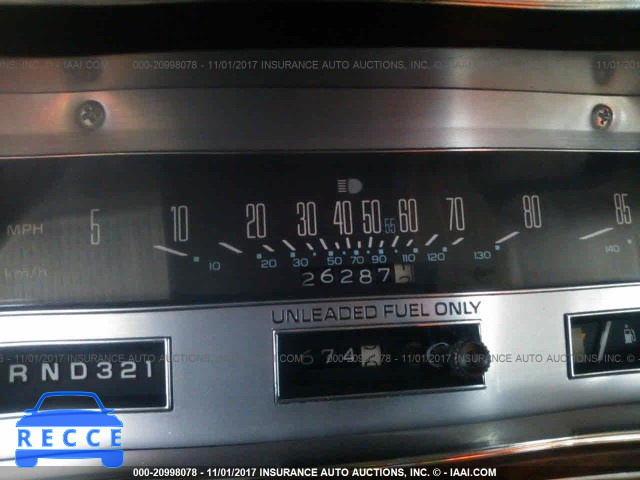 000-20998078 - 11/01/2017 INSURANCE AUTO AUCTIONS, INC. © - IAAI.COM
MPH 5 10 20 30 40 50 55 60 70 80 85
km/h 10 20 30 50 70 90 110 120 130 140
26287
UNLEADED FUEL ONLY
674
RND321
RECCE
000-20998078 - 11/01/2017 INSURANCE AUTO AUCTIONS, INC. © - IAAI.COM